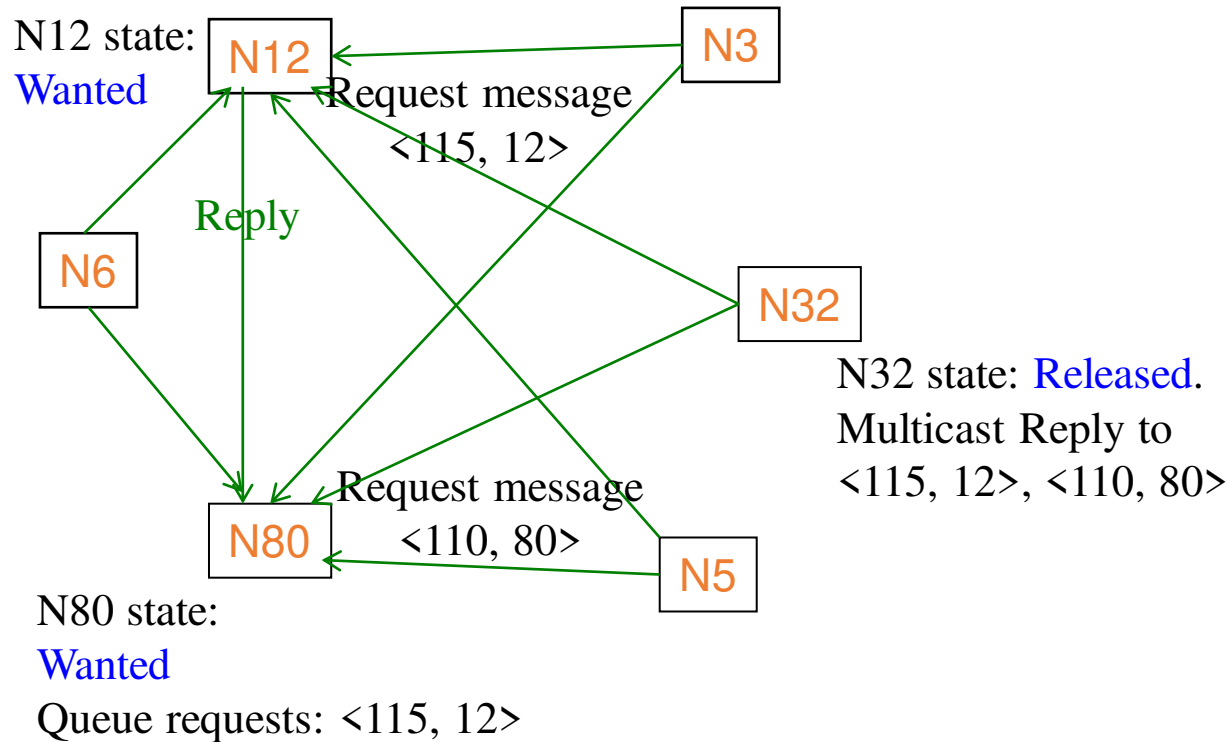 N12 state:
Wanted
N12
N3
Request message
<115, 12>
Reply
N6
N32
N32 state: Released.
Multicast Reply to
<115, 12>, <110, 80>
Request message
<110, 80>
N80
N5
N80 state:
Wanted
Queue requests: <115, 12>